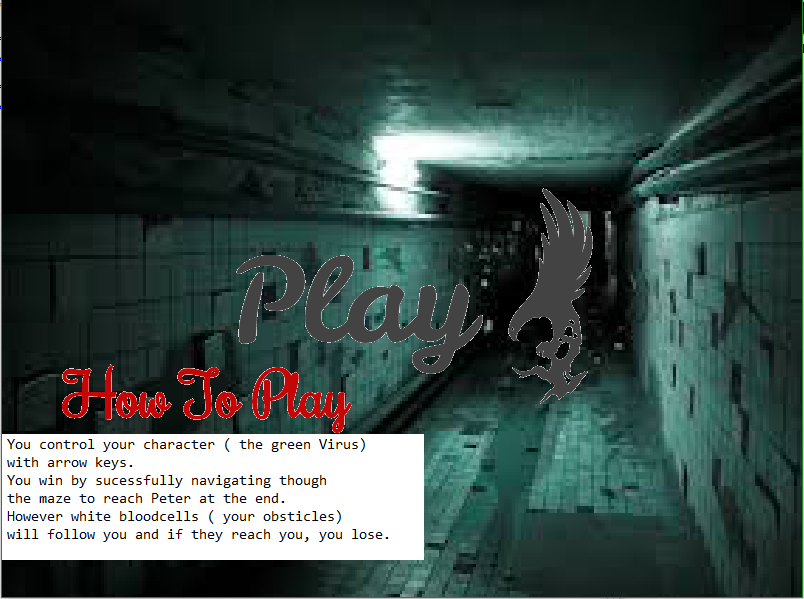 Play
How To Play
You control your character ( the green Virus)
with arrow keys.
You win by sucessfully navigating though
the maze to reach Peter at the end.
However white bloodcells ( your obsticles)
will follow you and if they reach you, you lose.